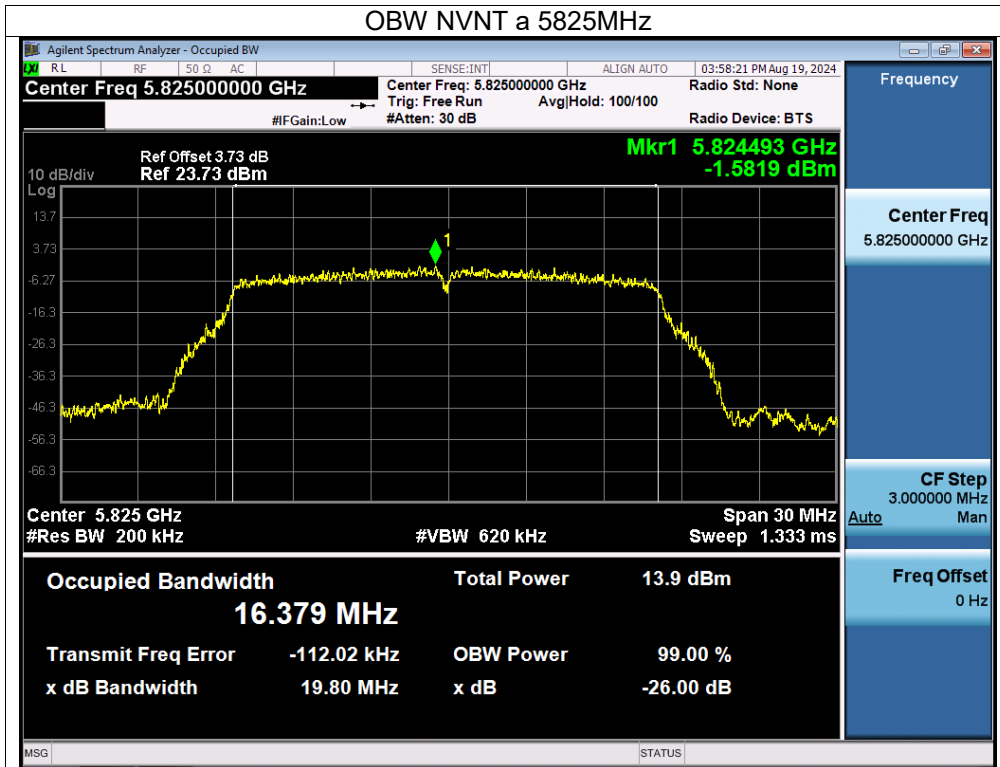 OBW NVNT a 5825MHz
Agilent Spectrum Analyzer - Occupied BW
LXI RL RF 50 Ω AC SENSE:INT ALIGN AUTO 03:58:21 PM Aug 19, 2024
Center Freq 5.825000000 GHz
Center Freq: 5.825000000 GHz
Radio Std: None
Trig: Free Run Avg|Hold: 100/100
#IFGain:Low #Atten: 30 dB
Radio Device: BTS
Frequency
Mkr1 5.824493 GHz
-1.5819 dBm
Ref Offset 3.73 dB
10 dB/div Ref 23.73 dBm
Log
13.7
3.73
-6.27
-16.3
-26.3
-36.3
-46.3
-56.3
-66.3
1
Center 5.825 GHz Span 30 MHz
#Res BW 200 kHz #VBW 620 kHz Sweep 1.333 ms
Center Freq
5.825000000 GHz
CF Step
3.000000 MHz
Auto Man
Freq Offset
0 Hz
Occupied Bandwidth Total Power 13.9 dBm
16.379 MHz
Transmit Freq Error -112.02 kHz OBW Power 99.00 %
x dB Bandwidth 19.80 MHz x dB -26.00 dB
MSG STATUS